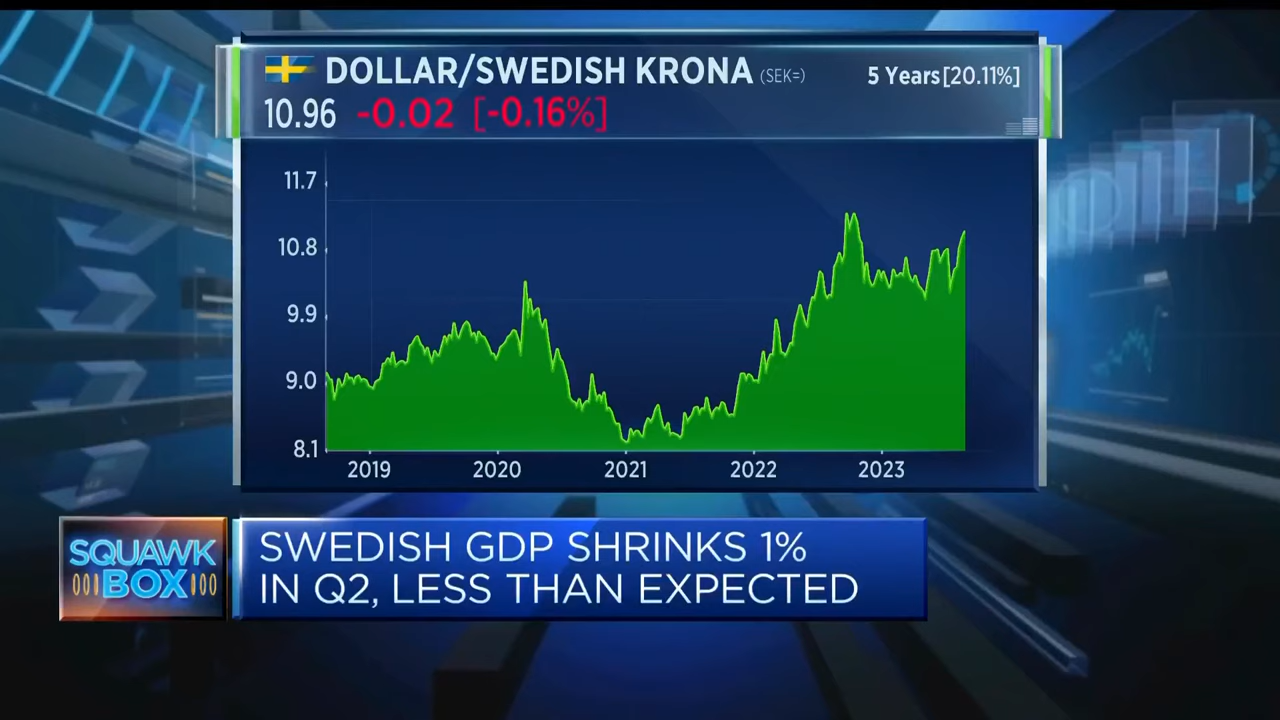 DOLLAR/SWEDISH KRONA (SEK=)
5 Years[20.11%]
10.96 -0.02 [-0.16%]
11.7
10.8
9.9
9.0
8.1
2019 2020 2021 2022 2023
SQUAWK
BOX
SWEDISH GDP SHRINKS 1%
IN Q2, LESS THAN EXPECTED